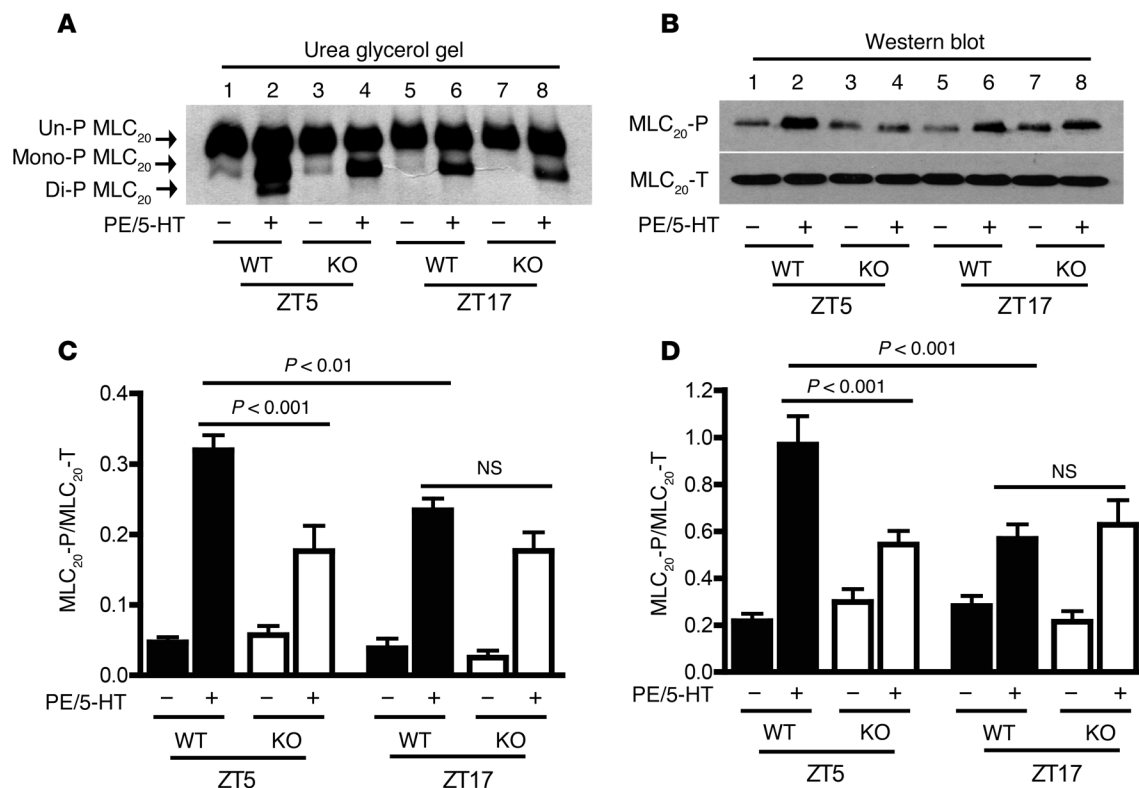 A
Urea glycerol gel
1 2 3 4 5 6 7 8
Un-P MLC20
Mono-P MLC20
Di-P MLC20
PE/5-HT − + − + − + − +
WT KO WT KO
ZT5 ZT17
B
Western blot
1 2 3 4 5 6 7 8
MLC20-P
MLC20-T
PE/5-HT − + − + − + − +
WT KO WT KO
ZT5 ZT17
C
P < 0.01
P < 0.001
NS
MLC20-P/MLC20-T
0.4
0.3
0.2
0.1
0.0
PE/5-HT − + − + − + − +
WT KO WT KO
ZT5 ZT17
D
P < 0.001
P < 0.001
NS
MLC20-P/MLC20-T
1.2
1.0
0.8
0.6
0.4
0.2
0.0
PE/5-HT − + − + − + − +
WT KO WT KO
ZT5 ZT17